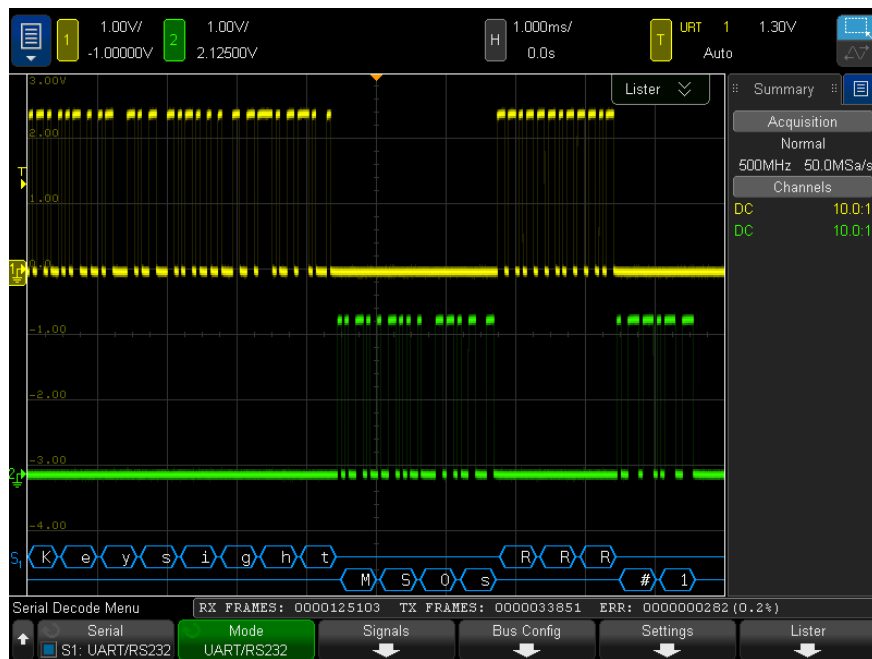 1 1.00V/ 2 1.00V/ H 1.000ms/ T URT 1 1.30V
-1.00000V 2.12500V 0.0s Auto
3.00V
Lister
Summary
2.00
Acquisition
Normal
500MHz 50.0MSa/s
T
Channels
1.00
DC 10.0:1
DC 10.0:1
1 0.0
-1.00
-2.00
-3.00
2
-4.00
S1 K e y s i g h t R R R
M S O s # 1
Serial Decode Menu RX FRAMES: 0000125103 TX FRAMES: 0000033851 ERR: 0000000282 (0.2%)
Serial Mode Signals Bus Config Settings Lister
S1: UART/RS232 UART/RS232